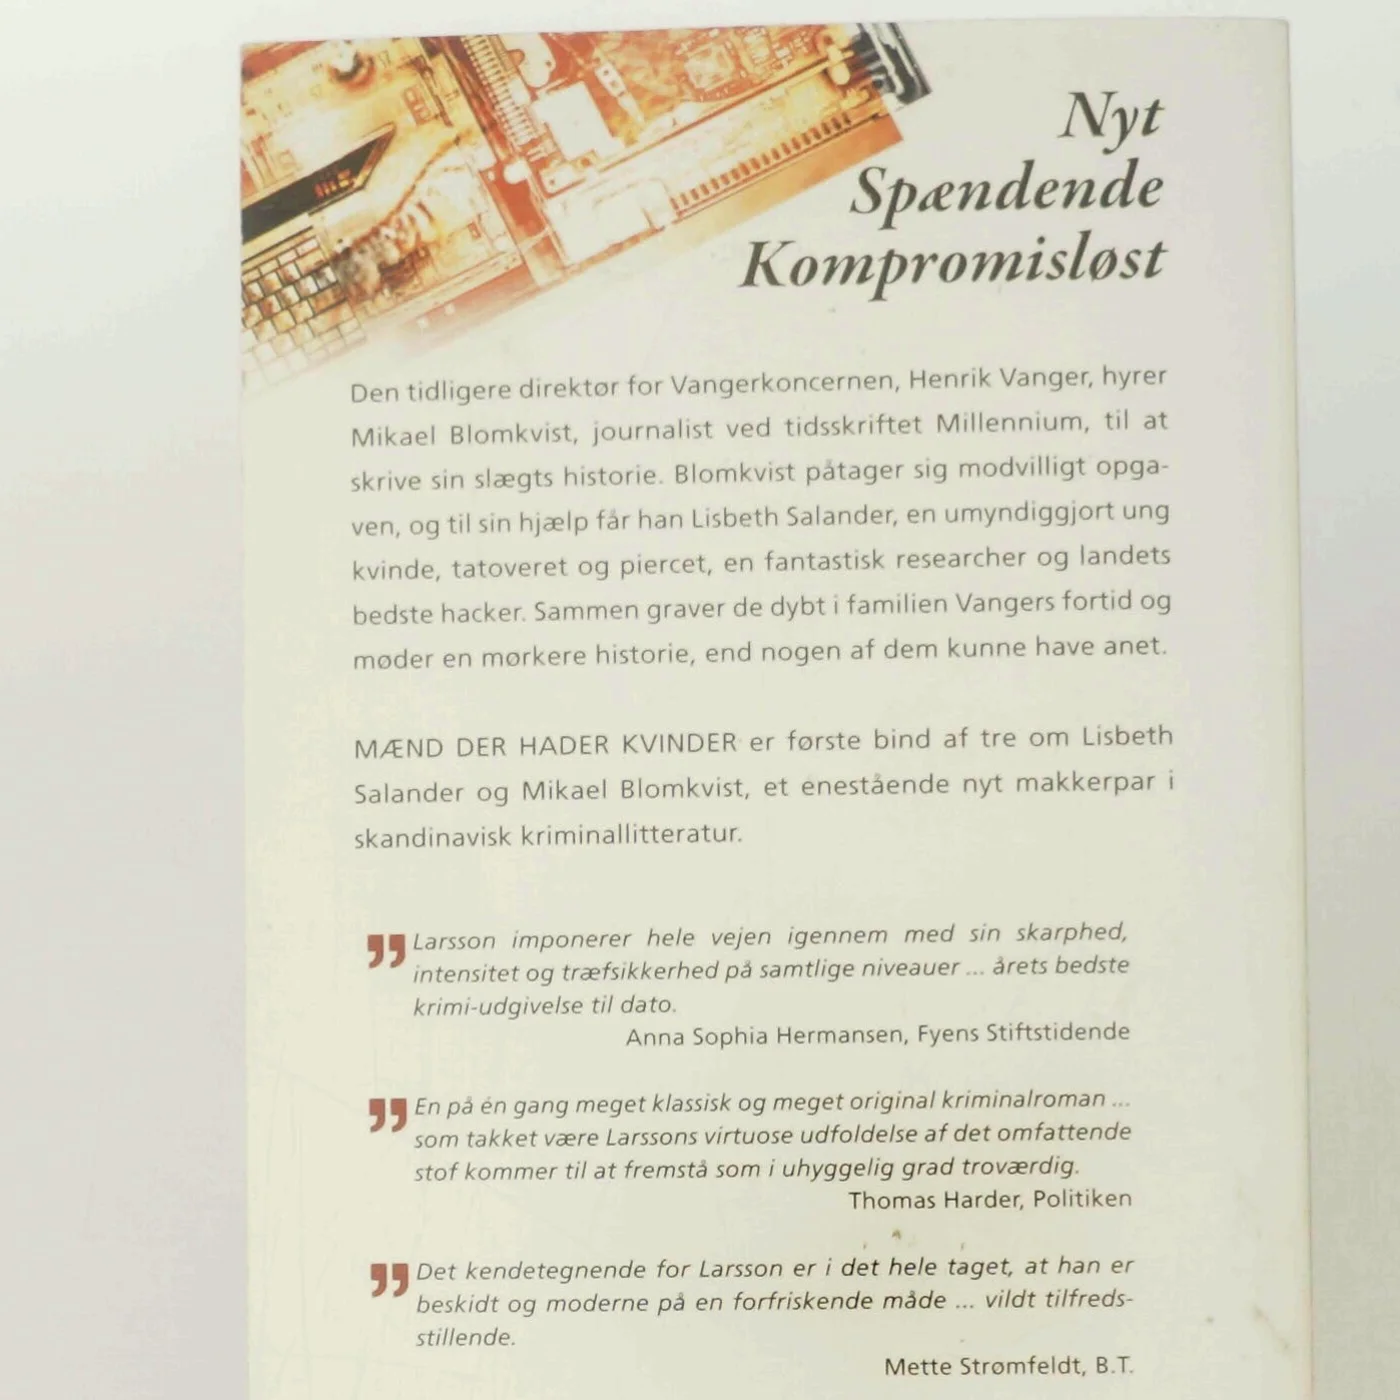 Nyt
Spændende
Kompromisløst
Den tidligere direktør for Vangerkoncernen, Henrik Vanger, hyrer
Mikael Blomkvist, journalist ved tidsskriftet Millennium, til at
skrive sin slægts historie. Blomkvist påtager sig modvilligt opga-
ven, og til sin hjælp får han Lisbeth Salander, en umyndiggjort ung
kvinde, tatoveret og piercet, en fantastisk researcher og landets
bedste hacker. Sammen graver de dybt i familien Vangers fortid og
møder en mørkere historie, end nogen af dem kunne have anet.
MÆND DER HADER KVINDER er første bind af tre om Lisbeth
Salander og Mikael Blomkvist, et enestående nyt makkerpar i
skandinavisk kriminallitteratur.
” Larsson imponerer hele vejen igennem med sin skarphed,
intensitet og træfsikkerhed på samtlige niveauer ... årets bedste
krimi-udgivelse til dato.
Anna Sophia Hermansen, Fyens Stiftstidende
” En på én gang meget klassisk og meget original kriminalroman ...
som takket være Larssons virtuose udfoldelse af det omfattende
stof kommer til at fremstå som i uhyggelig grad troværdig.
Thomas Harder, Politiken
” Det kendetegnende for Larsson er i det hele taget, at han er
beskidt og moderne på en forfriskende måde ... vildt tilfreds-
stillende.
Mette Strømfeldt, B.T.